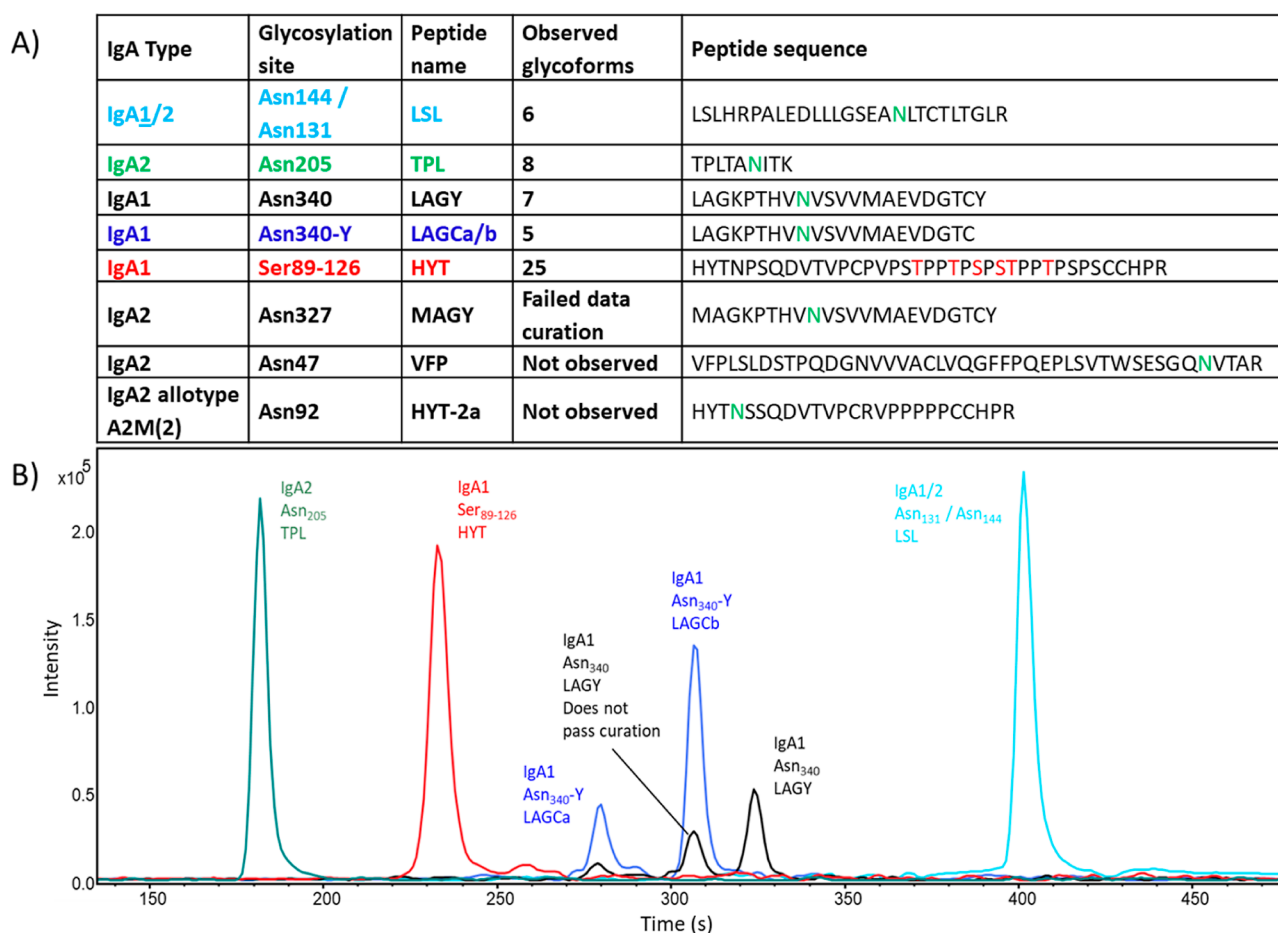 A)
IgA Type
Glycosylation
site
Peptide
name
Observed
glycoforms
Peptide sequence
IgA1/2
Asn144 /
Asn131
LSL
6
LSLHRPALEDLLLGSEANLTCTLTGLR
IgA2
Asn205
TPL
8
TPLTANITK
IgA1
Asn340
LAGY
7
LAGKPTHVNVSVVMAEVDGTCY
IgA1
Asn340-Y
LAGCa/b
5
LAGKPTHVNVSVVMAEVDGTC
IgA1
Ser89-126
HYT
25
HYTNPSQDVTVPCPVPSTPPTPSPSTPPTPSPSCCHPR
IgA2
Asn327
MAGY
Failed data
curation
MAGKPTHVNVSVVMAEVDGTCY
IgA2
Asn47
VFP
Not observed
VFPLSLDSTPQDGNVVVACLVQGFFPQEPLSVTWSESGQNVTAR
IgA2 allotype
A2M(2)
Asn92
HYT-2a
Not observed
HYTNSSQDVTVPCRVPPPPPCCHPR
B)
x10⁵
2.0
1.5
1.0
0.5
0.0
Intensity
IgA2
Asn₂₀₅
TPL
IgA1
Ser₈₉₋₁₂₆
HYT
IgA1
Asn₃₄₀-Y
LAGCa
IgA1
Asn₃₄₀
LAGY
Does not
pass curation
IgA1
Asn₃₄₀-Y
LAGCb
IgA1
Asn₃₄₀
LAGY
IgA1/2
Asn₁₃₁ / Asn₁₄₄
LSL
150
200
250
300
350
400
450
Time (s)